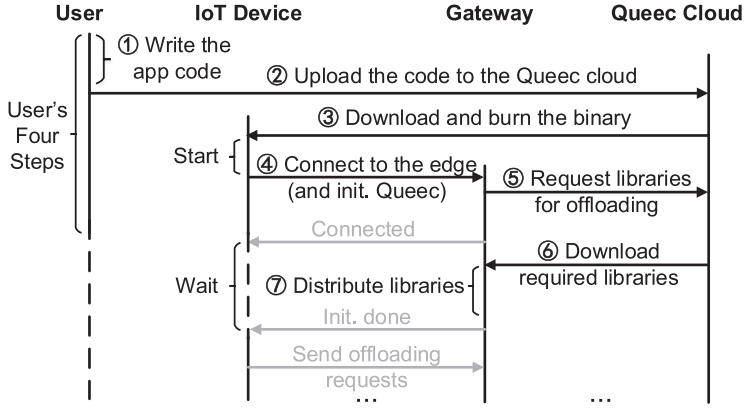 User IoT Device Gateway Queec Cloud
① Write the
app code
② Upload the code to the Queec cloud
User's
Four
Steps
③ Download and burn the binary
Start
④ Connect to the edge
(and init. Queec)
⑤ Request libraries
for offloading
Connected
⑥ Download
required libraries
Wait
⑦ Distribute libraries
Init. done
Send offloading
requests
... ...